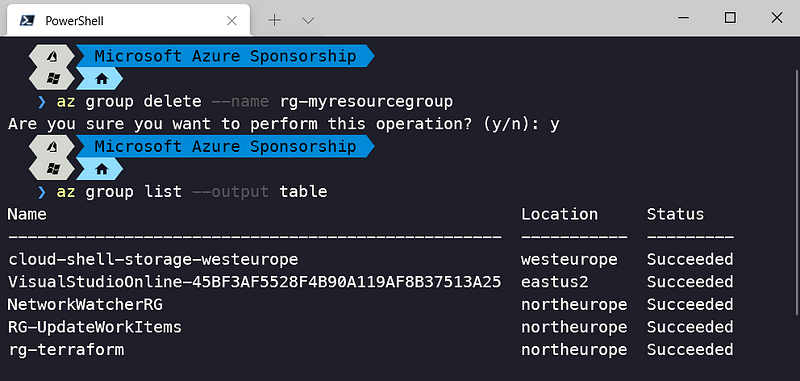 PowerShell
Microsoft Azure Sponsorship
❯ az group delete --name rg-myresourcegroup
Are you sure you want to perform this operation? (y/n): y
Microsoft Azure Sponsorship
❯ az group list --output table
Name Location Status
--------------------------------------------------- ----------- ---------
cloud-shell-storage-westeurope westeurope Succeeded
VisualStudioOnline-45BF3AF5528F4B90A119AF8B37513A25 eastus2 Succeeded
NetworkWatcherRG northeurope Succeeded
RG-UpdateWorkItems northeurope Succeeded
rg-terraform northeurope Succeeded